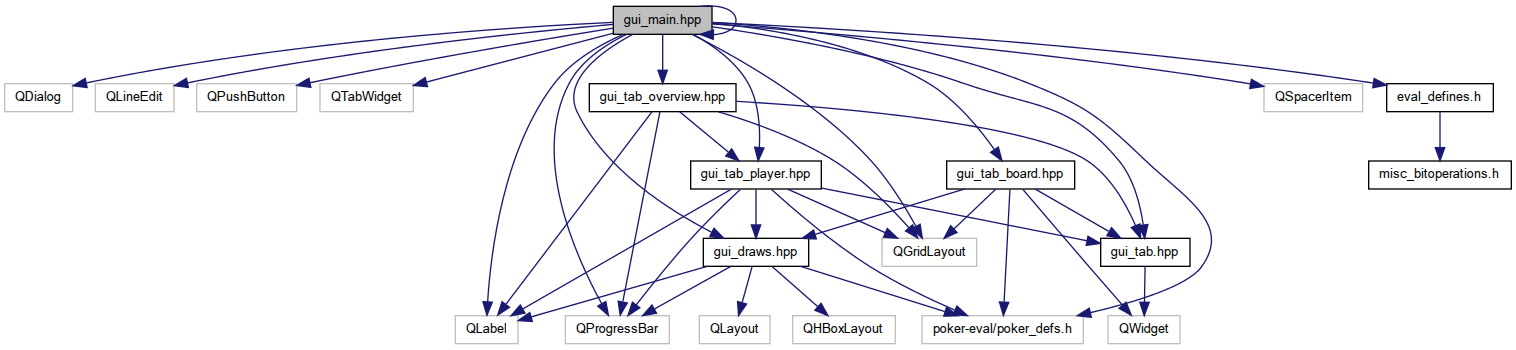 gui_main.hpp
QDialog
QLineEdit
QPushButton
QTabWidget
gui_tab_overview.hpp
QSpacerItem
eval_defines.h
gui_tab_player.hpp
gui_tab_board.hpp
misc_bitoperations.h
gui_draws.hpp
QGridLayout
gui_tab.hpp
QLabel
QProgressBar
QLayout
QHBoxLayout
poker-eval/poker_defs.h
QWidget